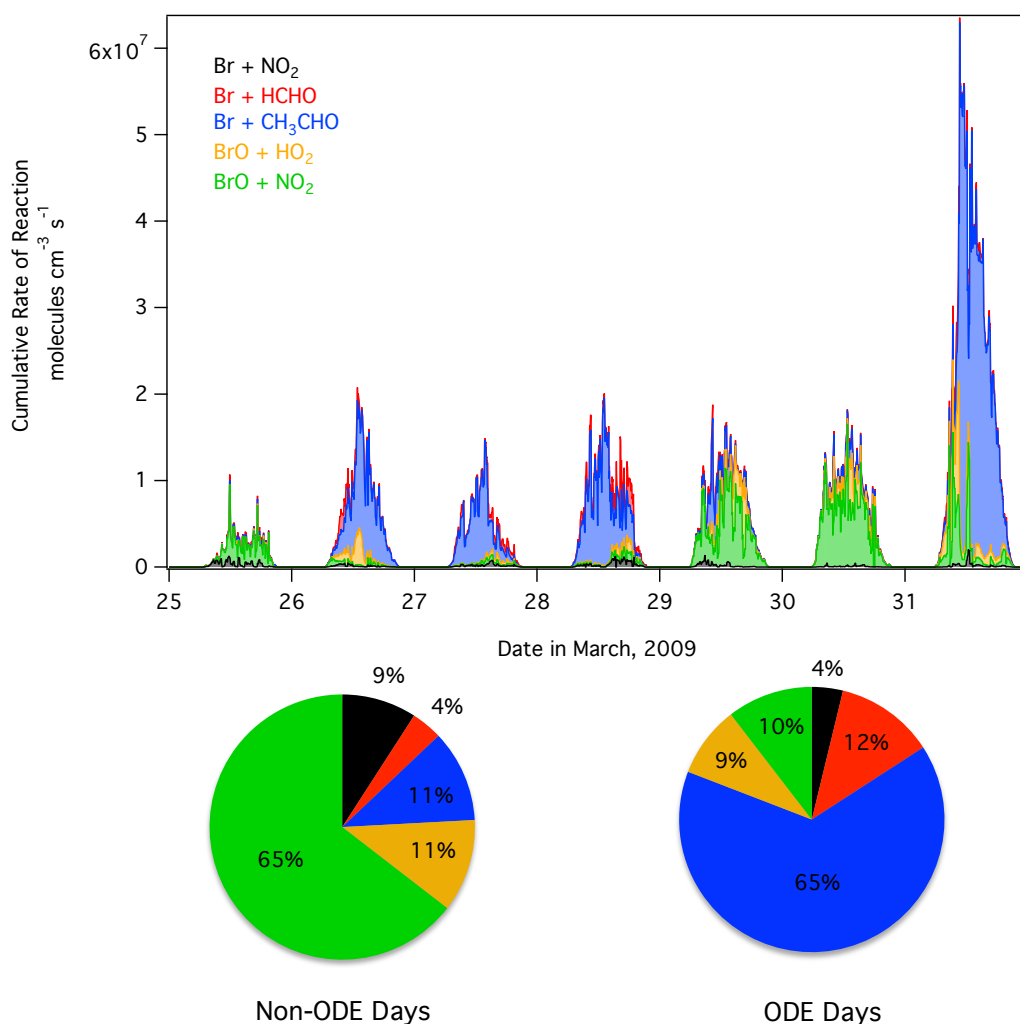 6x10⁷
5
4
3
2
1
0
Cumulative Rate of Reaction
molecules cm⁻³ s⁻¹
Br + NO₂
Br + HCHO
Br + CH₃CHO
BrO + HO₂
BrO + NO₂
25 26 27 28 29 30 31
Date in March, 2009
9%
4%
11%
11%
65%
Non-ODE Days
4%
12%
65%
9%
10%
ODE Days